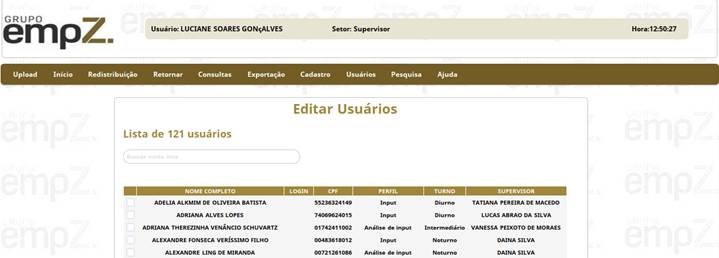 GRUPO
empZ.
Usuário: LUCIANE SOARES GONçALVES Setor: Supervisor Hora:12:50:27
Upload Início Redistribuição Retornar Consultas Exportação Cadastro Usuários Pesquisa Ajuda
Editar Usuários
Lista de 121 usuários
Buscar nesta lista
NOME COMPLETO LOGIN CPF PERFIL TURNO SUPERVISOR
ADELIA ALKMIM DE OLIVEIRA BATISTA 55236324149 Input Diurno TATIANA PEREIRA DE MACEDO
ADRIANA ALVES LOPES 74069624015 Input Diurno LUCAS ABRAO DA SILVA
ADRIANA THEREZINHA VENÂNCIO SCHUVARTZ 01742411002 Análise de input Intermediário VANESSA PEIXOTO DE MORAES
ALEXANDRE FONSECA VERÍSSIMO FILHO 00483618012 Input Noturno DAINA SILVA
ALEXANDRE LING DE MIRANDA 00721261086 Análise de input Noturno DAINA SILVA